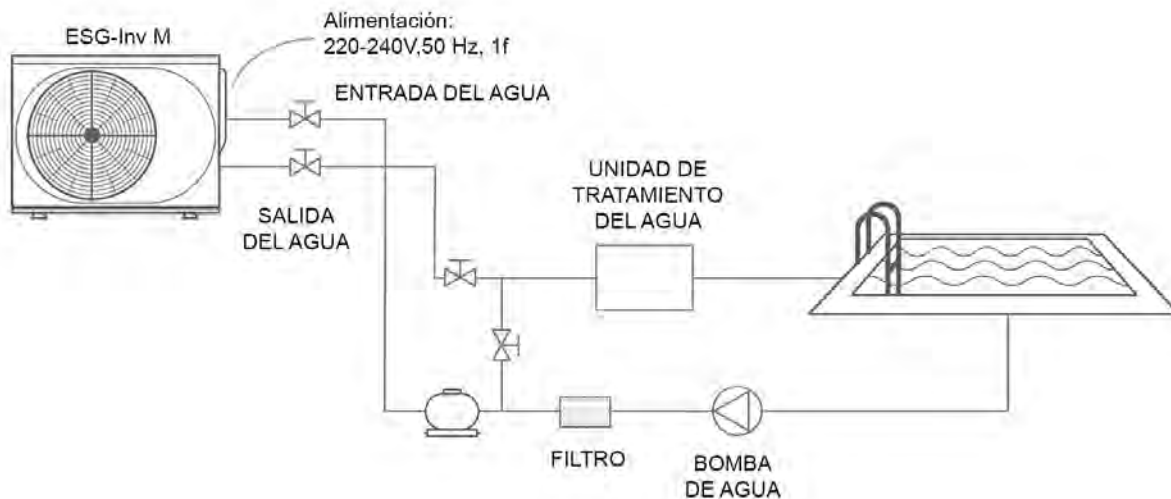 ESG-Inv M
Alimentación:
220-240V,50 Hz, 1f
ENTRADA DEL AGUA
SALIDA
DEL AGUA
UNIDAD DE
TRATAMIENTO
DEL AGUA
FILTRO
BOMBA
DE AGUA